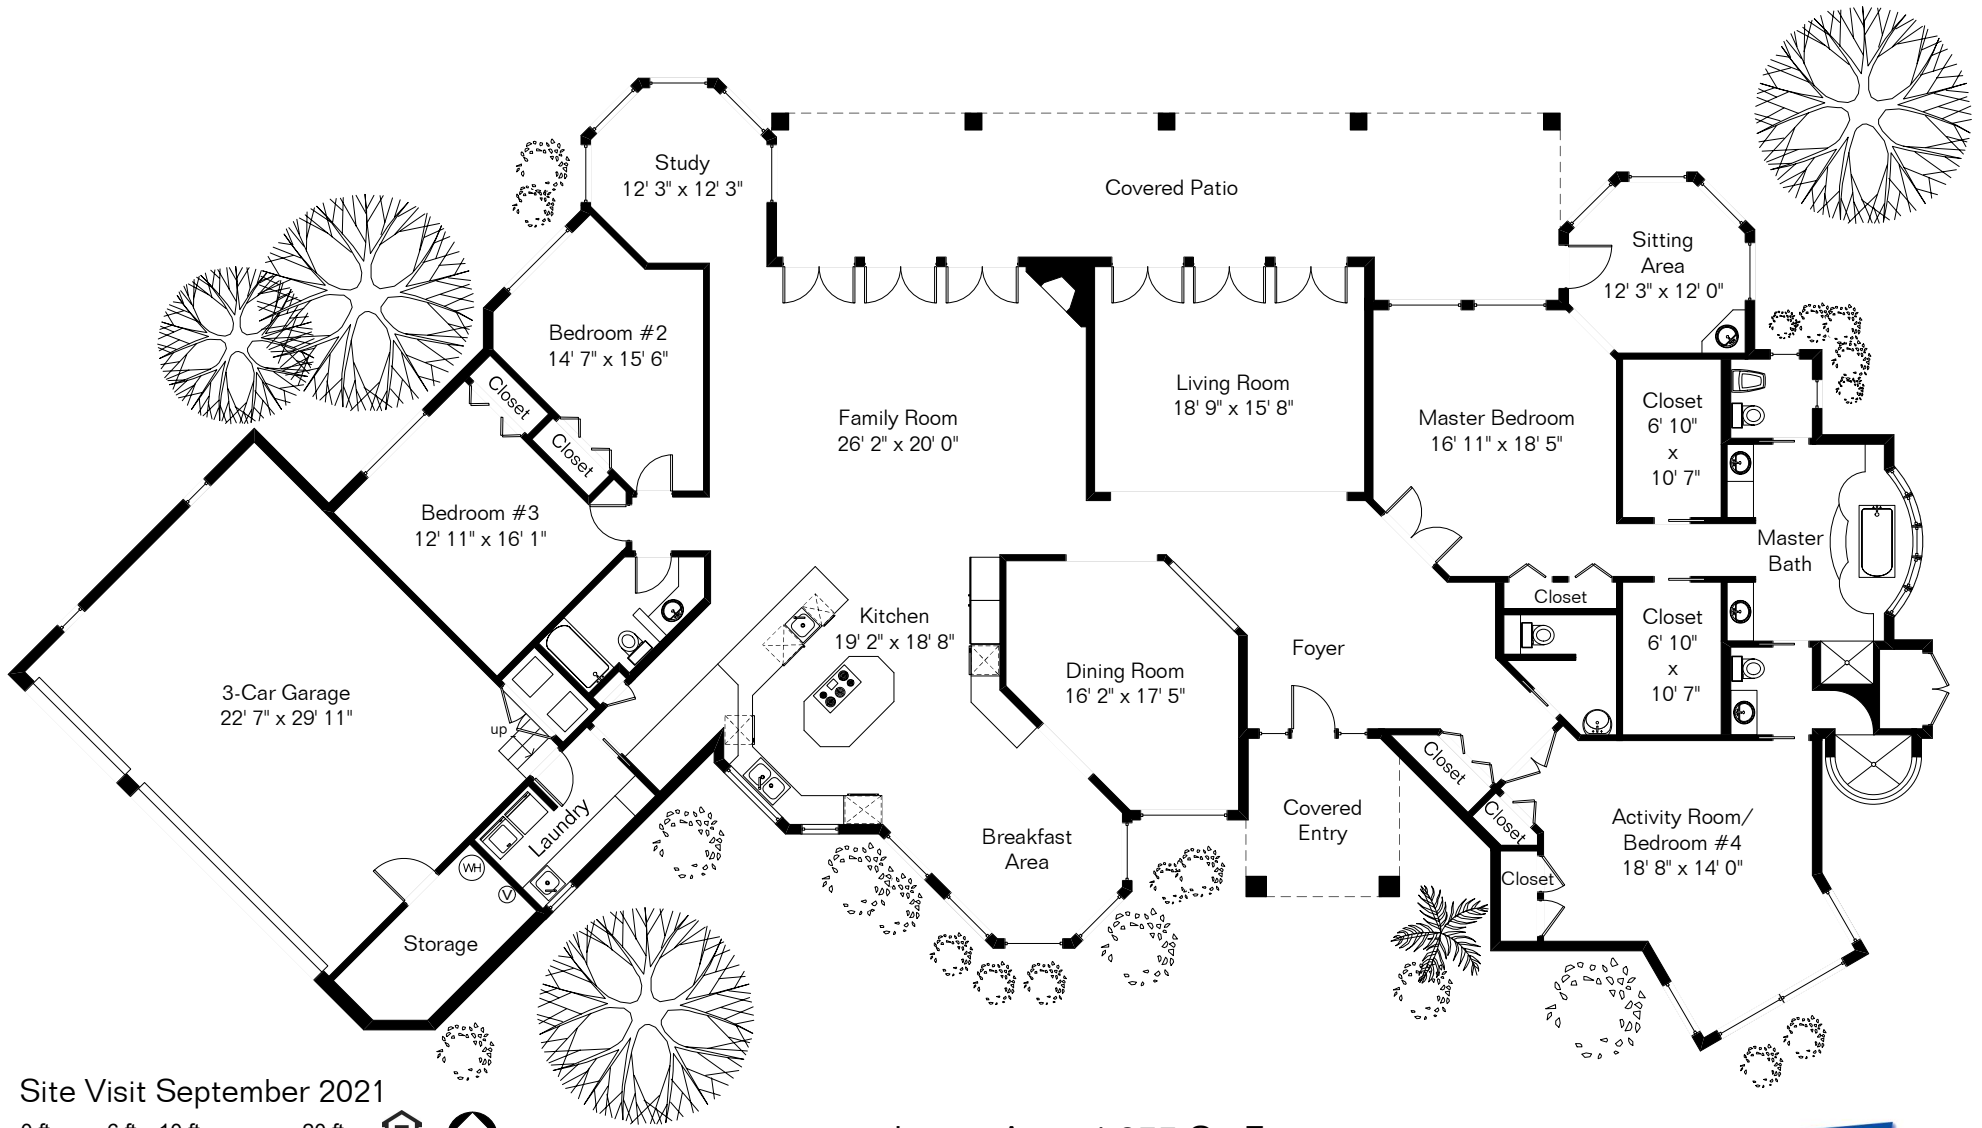 Study
12' 3" x 12' 3"
Covered Patio
Sitting
Area
12' 3" x 12' 0"
Bedroom #2
14' 7" x 15' 6"
Closet
Closet
Family Room
26' 2" x 20' 0"
Living Room
18' 9" x 15' 8"
Master Bedroom
16' 11" x 18' 5"
Closet
6' 10"
x
10' 7"
Bedroom #3
12' 11" x 16' 1"
Master
Bath
Closet
Closet
6' 10"
x
10' 7"
Kitchen
19' 2" x 18' 8"
Foyer
Dining Room
16' 2" x 17' 5"
3-Car Garage
22' 7" x 29' 11"
up
Closet
Closet
Closet
Laundry
WH
V
Storage
Breakfast
Area
Covered
Entry
Activity Room/
Bedroom #4
18' 8" x 14' 0"
Site Visit September 2021